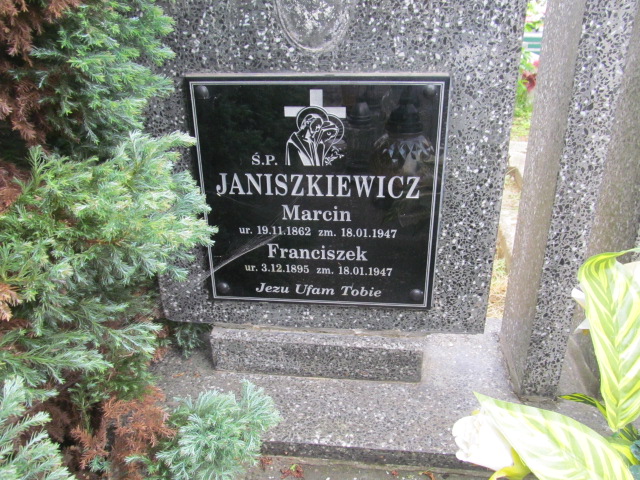 Ś.P.
JANISZKIEWICZ
Marcin
ur. 19.11.1862 zm. 18.01.1947
Franciszek
ur. 3.12.1895 zm. 18.01.1947
Jezu Ufam Tobie